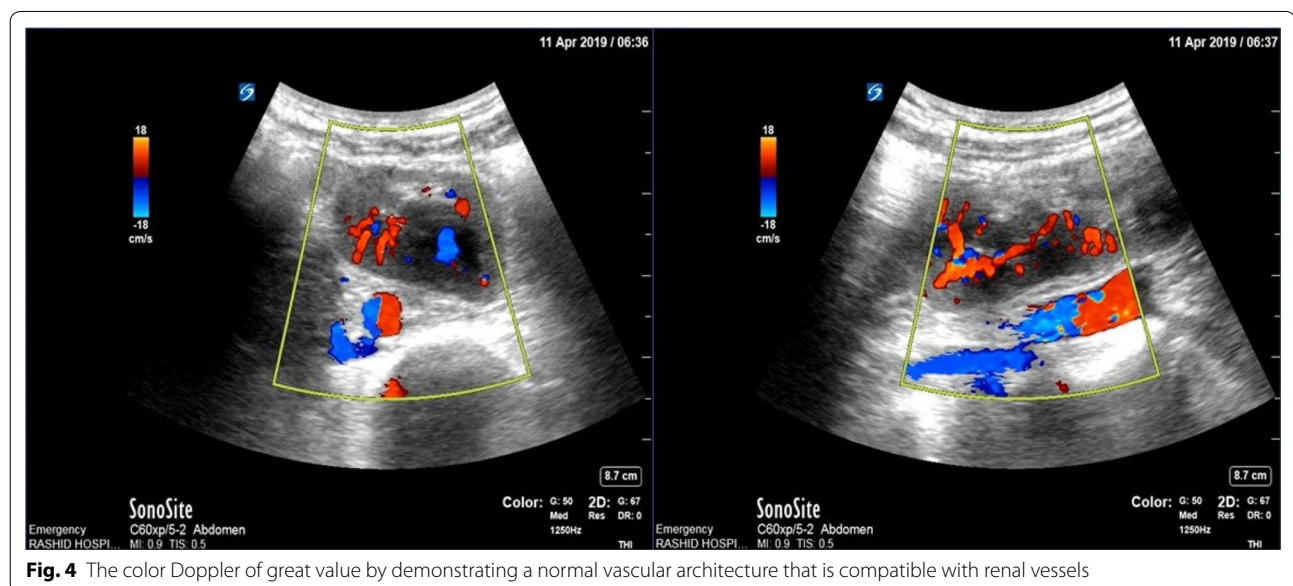 11 Apr 2019 / 06:36
18
-18
cm/s
8.7 cm
SonoSite
Color: G: 50 2D: G: 67
Med Res DR: 0
1250Hz
Emergency
C60xp/5-2 Abdomen
RASHID HOSPI... MI: 0.9 TIS: 0.5
THI
11 Apr 2019 / 06:37
18
-18
cm/s
8.7 cm
SonoSite
Color: G: 50 2D: G: 67
Med Res DR: 0
1250Hz
Emergency
C60xp/5-2 Abdomen
RASHID HOSPI... MI: 0.9 TIS: 0.5
THI
Fig. 4 The color Doppler of great value by demonstrating a normal vascular architecture that is compatible with renal vessels